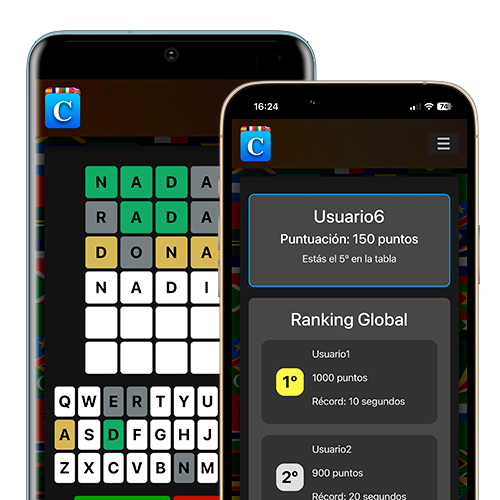 C
N A D A
R A D A
D O N A
N A D I
Q W E R T Y U
A S D F G H J
Z X C V B N M
16:24
74
C
Usuario6
Puntuación: 150 puntos
Estás el 5º en la tabla
Ranking Global
1º
Usuario1
1000 puntos
Récord: 10 segundos
2º
Usuario2
900 puntos
Récord: 20 segundos